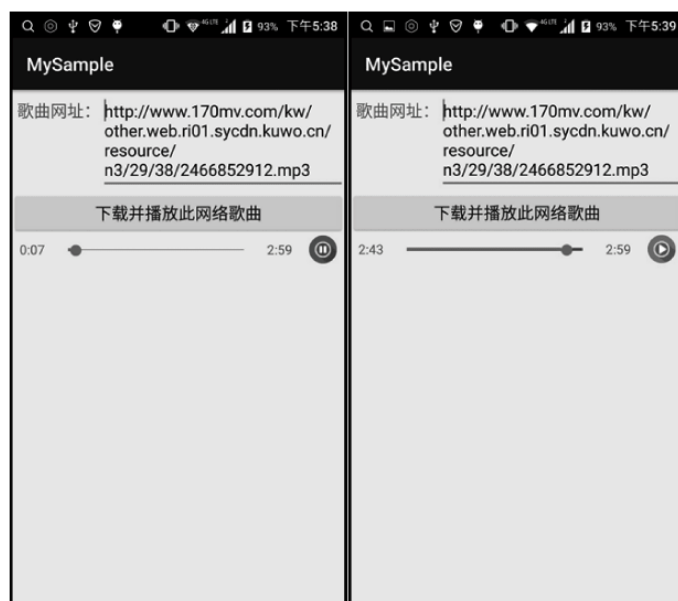 4G LTE 93% 下午5:38
MySample
歌曲网址：
http://www.170mv.com/kw/
other.web.ri01.sycdn.kuwo.cn/
resource/
n3/29/38/2466852912.mp3
下载并播放此网络歌曲
0:07 2:59
4G LTE 93% 下午5:39
MySample
歌曲网址：
http://www.170mv.com/kw/
other.web.ri01.sycdn.kuwo.cn/
resource/
n3/29/38/2466852912.mp3
下载并播放此网络歌曲
2:43 2:59